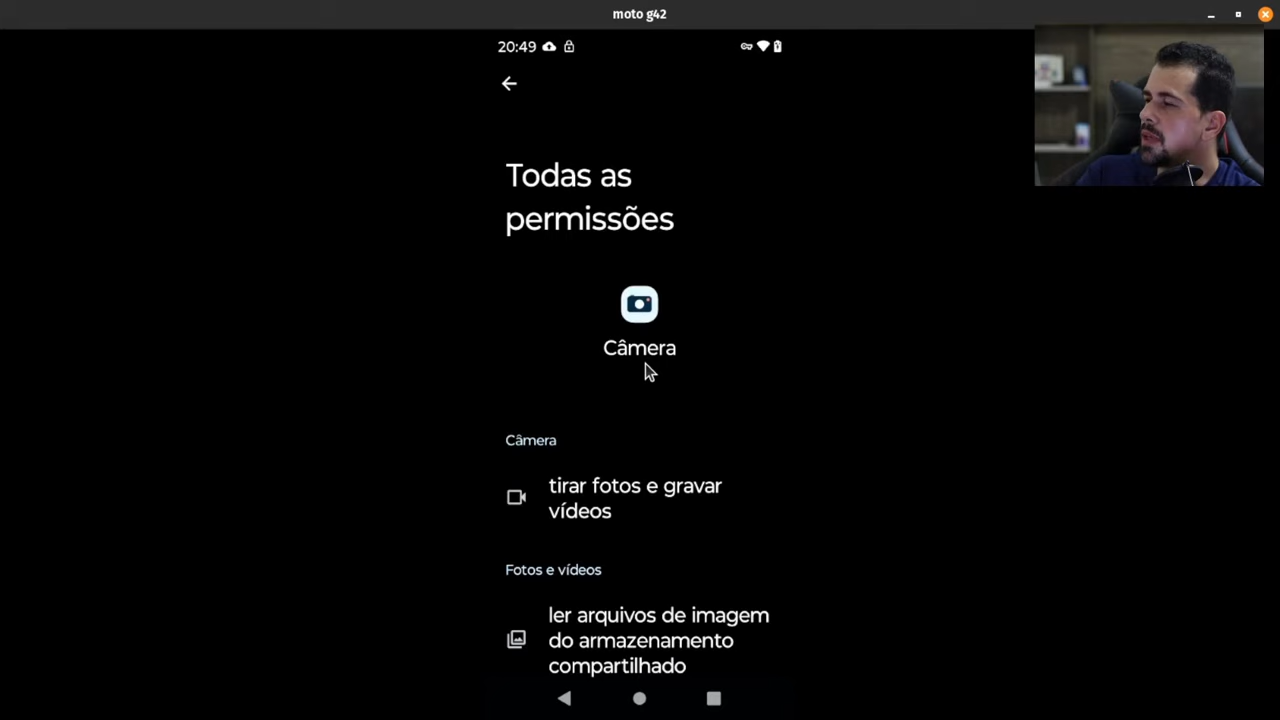 moto g42
20:49
Todas as
permissões
Câmera
Câmera
tirar fotos e gravar
vídeos
Fotos e vídeos
ler arquivos de imagem
do armazenamento
compartilhado